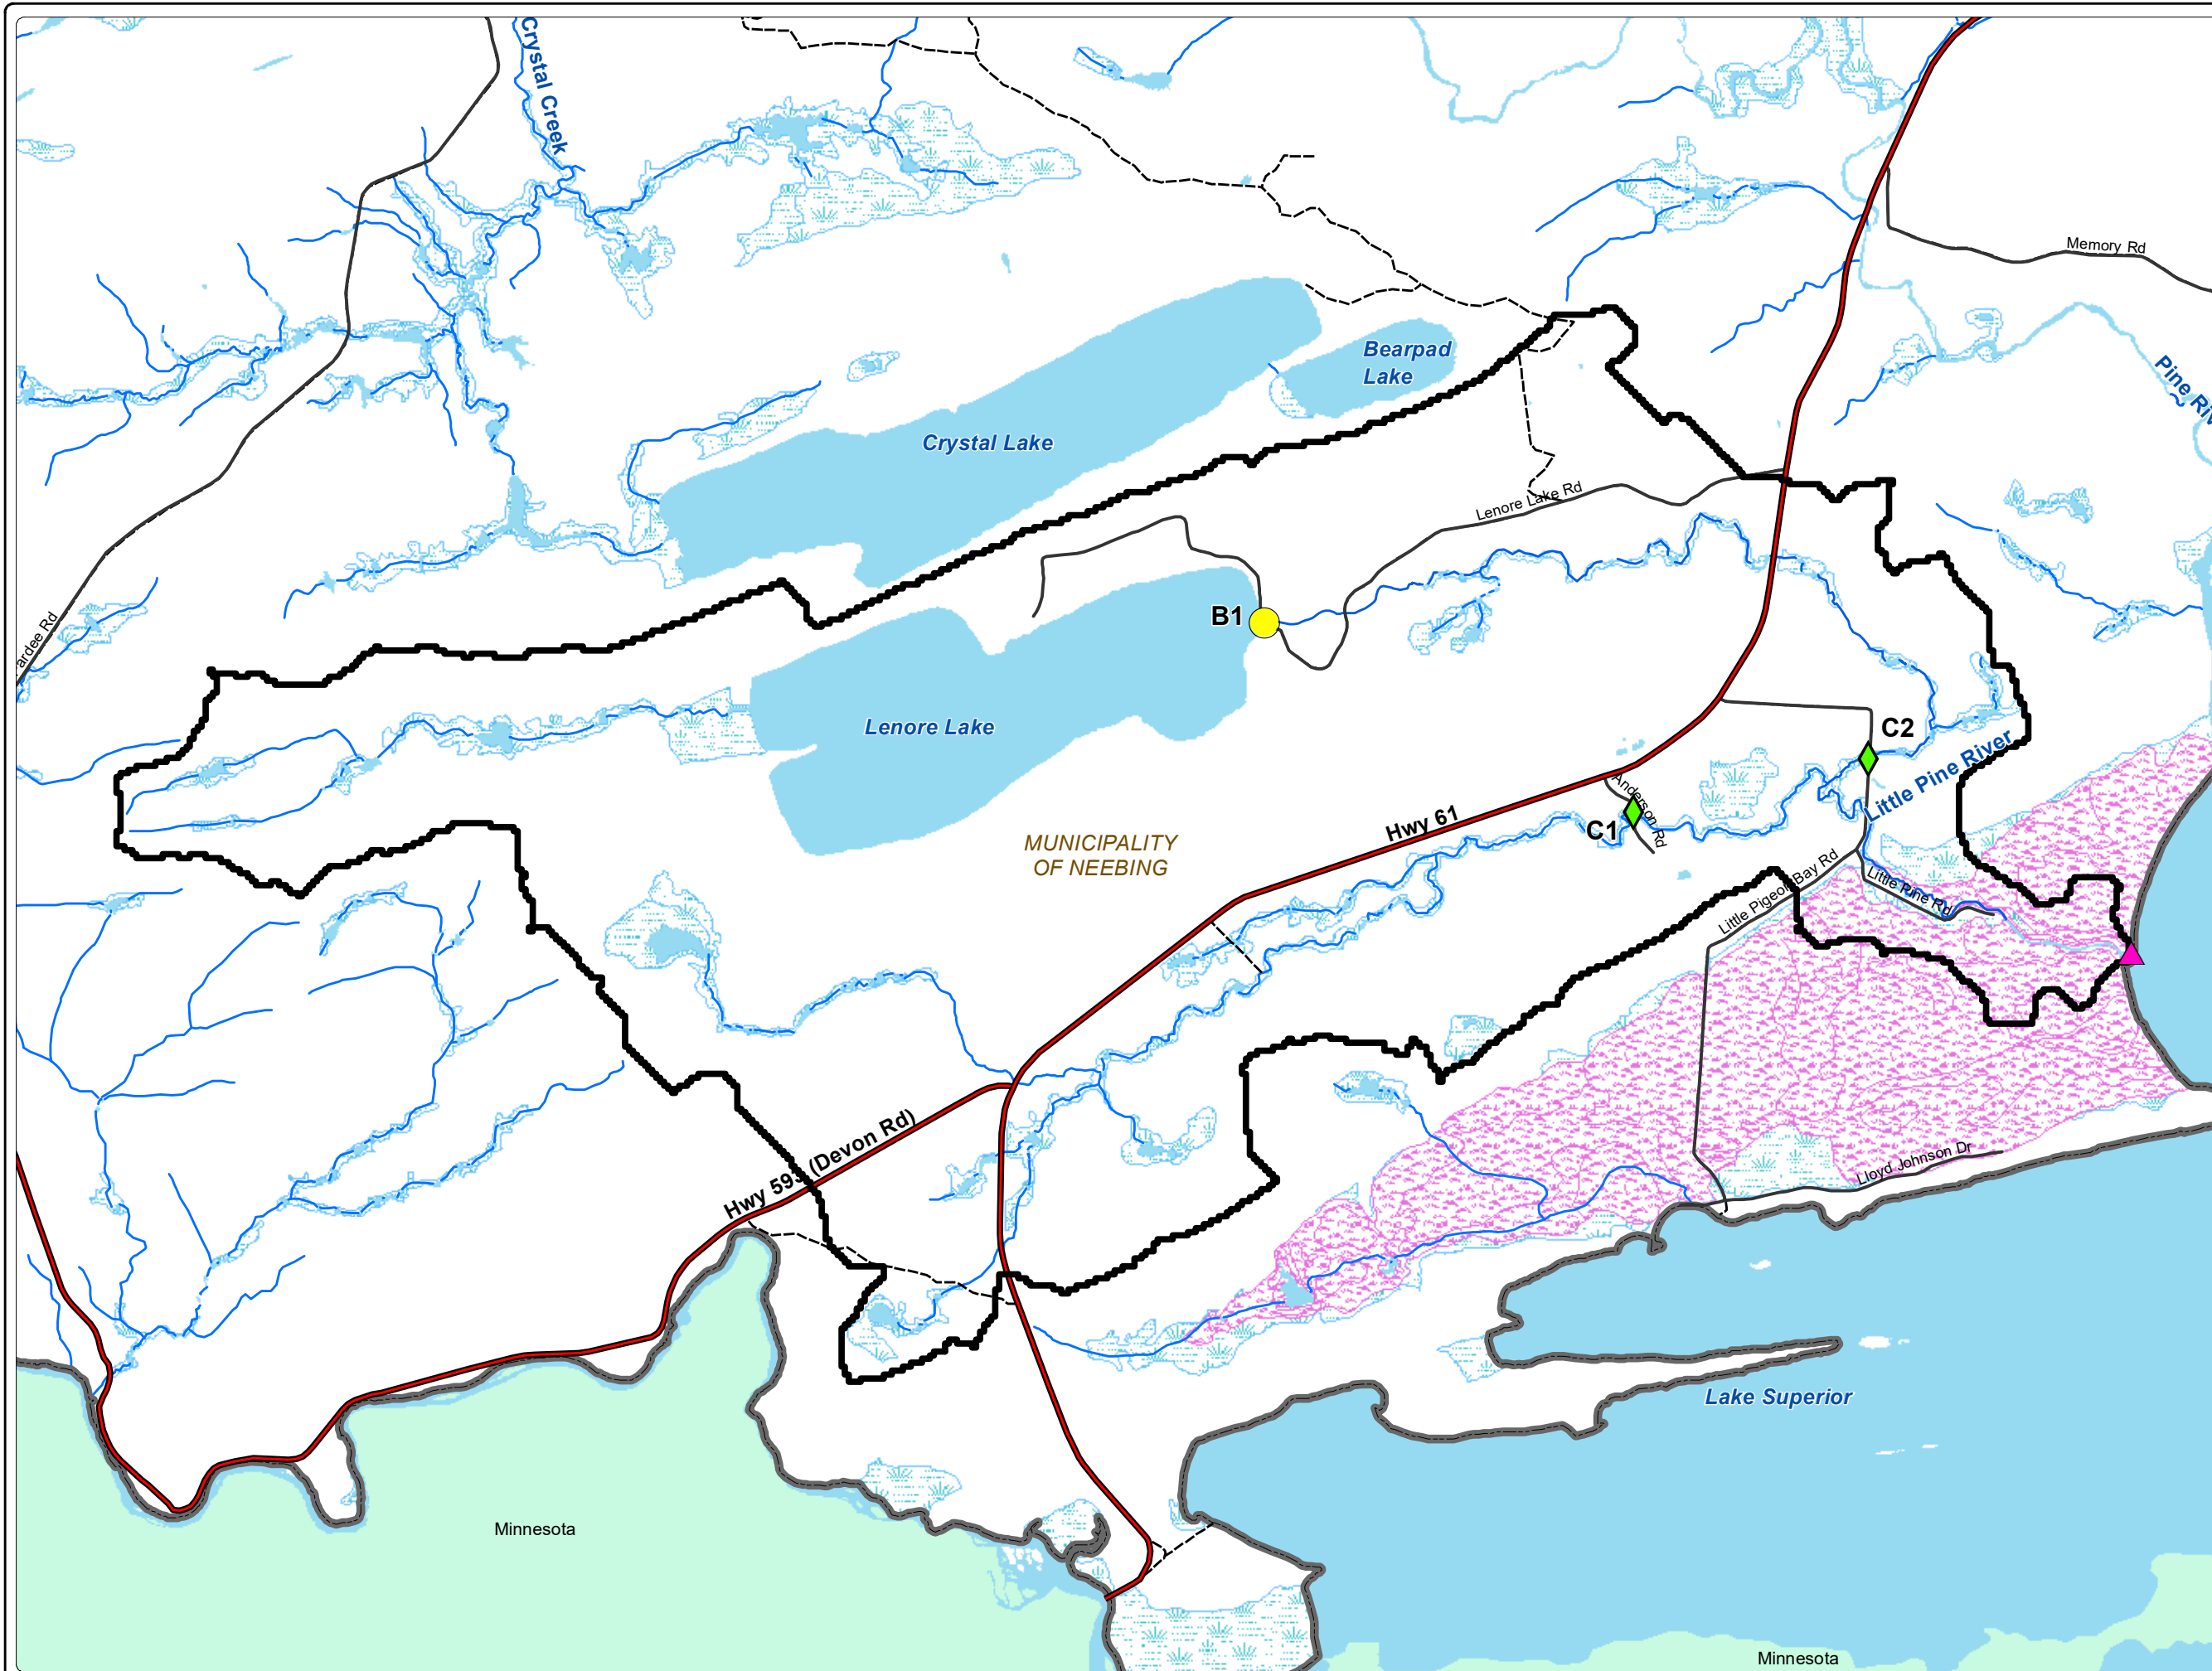 Crystal Creek
Memory Rd
Bearpad
Lake
Pine Riv
Crystal Lake
Lenore Lake Rd
B1
ardee Rd
Lenore Lake
C2
Little Pine River
Anderson Rd
Hwy 61
C1
MUNICIPALITY
OF NEEBING
Little Pigeon Bay Rd
Little Pine Rd
Hwy 593 (Devon Rd)
Lloyd Johnson Dr
Lake Superior
Minnesota
Minnesota